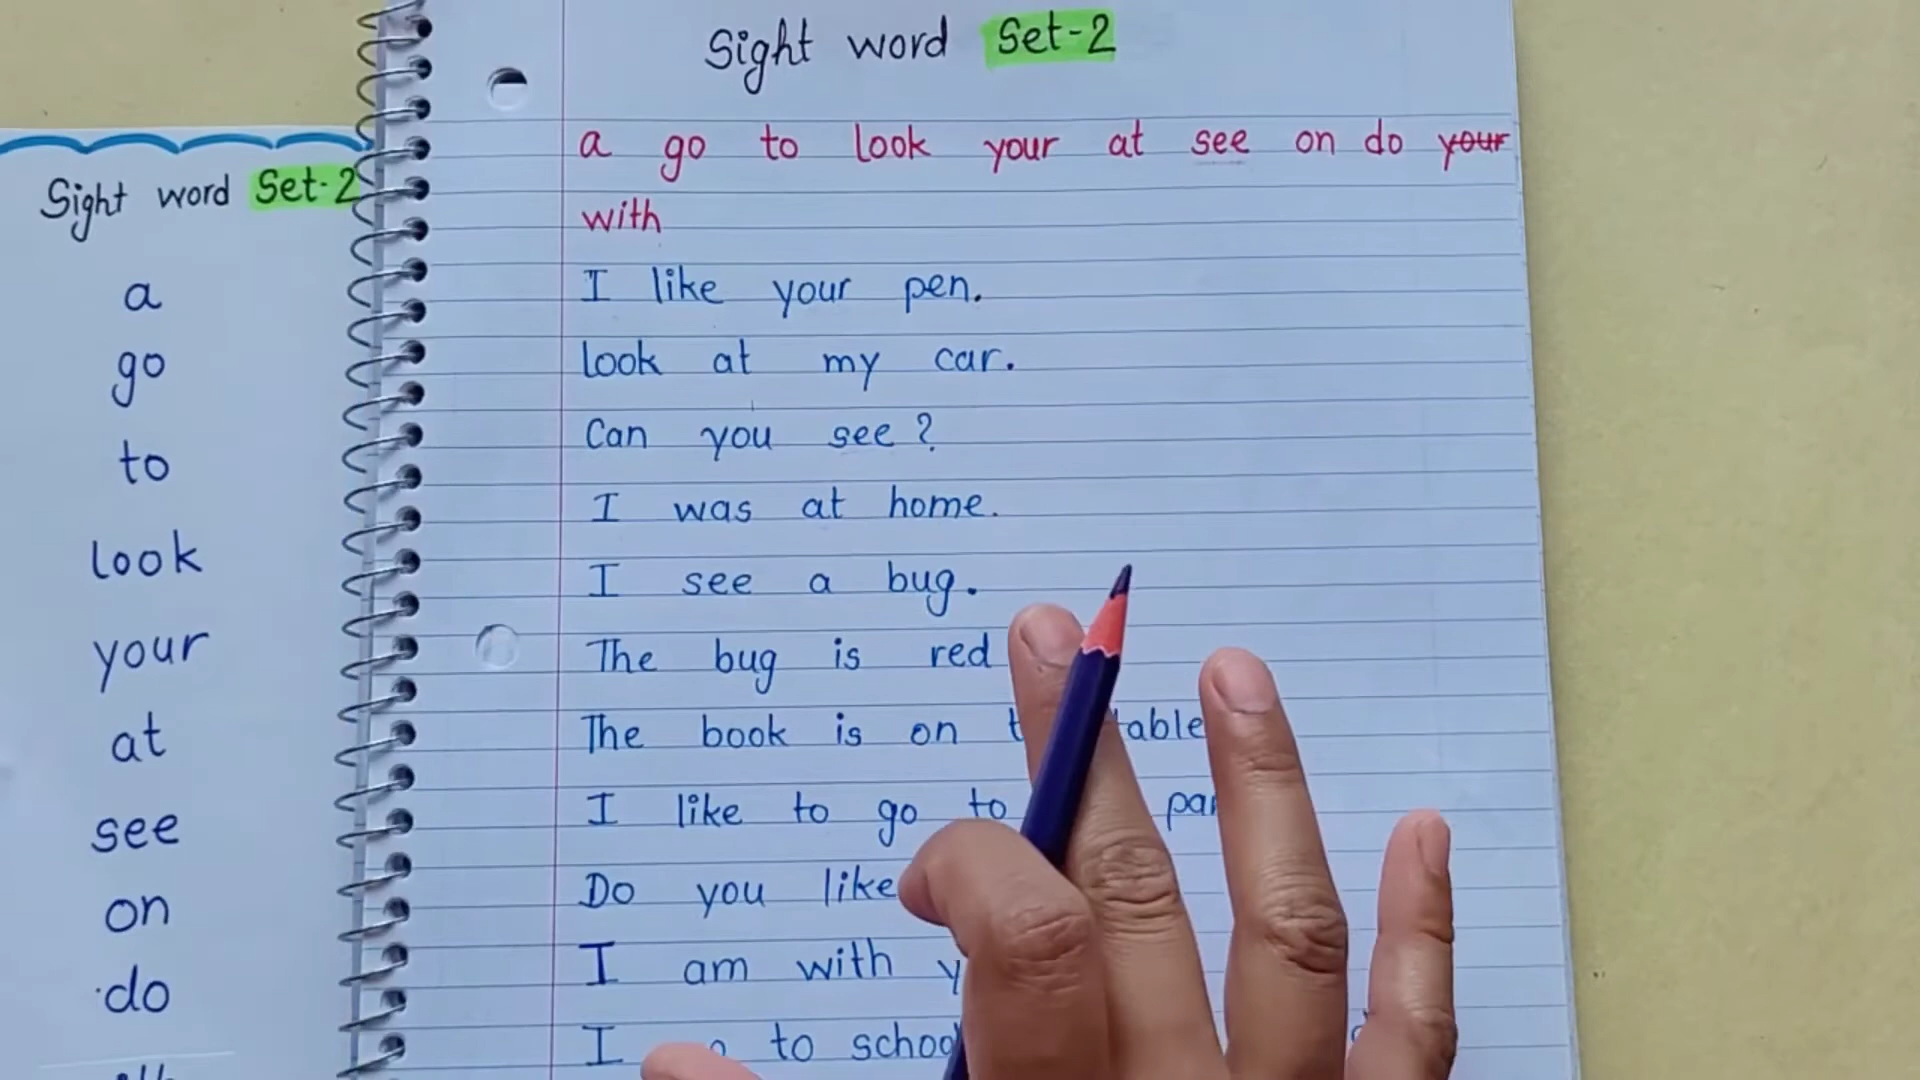 Sight word Set-2
a
go
to
look
your
at
see
on
do
Sight word Set-2
a go to look your at see on do your
with
I like your pen.
look at my car.
Can you see?
I was at home.
I see a bug.
The bug is red
The book is on
I like to go to
Do you like
I am with
I to